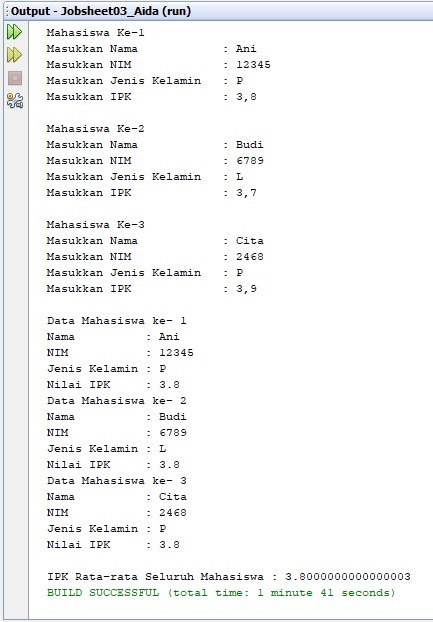 Output - Jobsheet03_Aida (run)
Mahasiswa Ke-1
Masukkan Nama : Ani
Masukkan NIM : 12345
Masukkan Jenis Kelamin : P
Masukkan IPK : 3,8
Mahasiswa Ke-2
Masukkan Nama : Budi
Masukkan NIM : 6789
Masukkan Jenis Kelamin : L
Masukkan IPK : 3,7
Mahasiswa Ke-3
Masukkan Nama : Cita
Masukkan NIM : 2468
Masukkan Jenis Kelamin : P
Masukkan IPK : 3,9
Data Mahasiswa ke- 1
Nama : Ani
NIM : 12345
Jenis Kelamin : P
Nilai IPK : 3.8
Data Mahasiswa ke- 2
Nama : Budi
NIM : 6789
Jenis Kelamin : L
Nilai IPK : 3.8
Data Mahasiswa ke- 3
Nama : Cita
NIM : 2468
Jenis Kelamin : P
Nilai IPK : 3.8
IPK Rata-rata Seluruh Mahasiswa : 3.8000000000000003
BUILD SUCCESSFUL (total time: 1 minute 41 seconds)